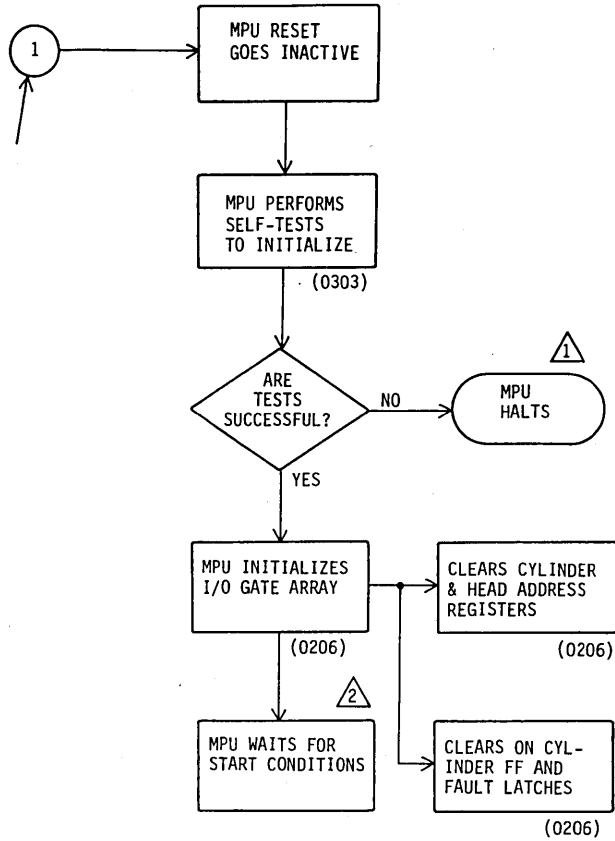 1
MPU RESET
GOES INACTIVE
MPU PERFORMS
SELF-TESTS
TO INITIALIZE
(0303)
ARE
TESTS
SUCCESSFUL?
NO
1
MPU
HALTS
YES
MPU INITIALIZES
I/O GATE ARRAY
(0206)
CLEARS CYLINDER
& HEAD ADDRESS
REGISTERS
(0206)
2
MPU WAITS FOR
START CONDITIONS
CLEARS ON CYL-
INDER FF AND
FAULT LATCHES
(0206)